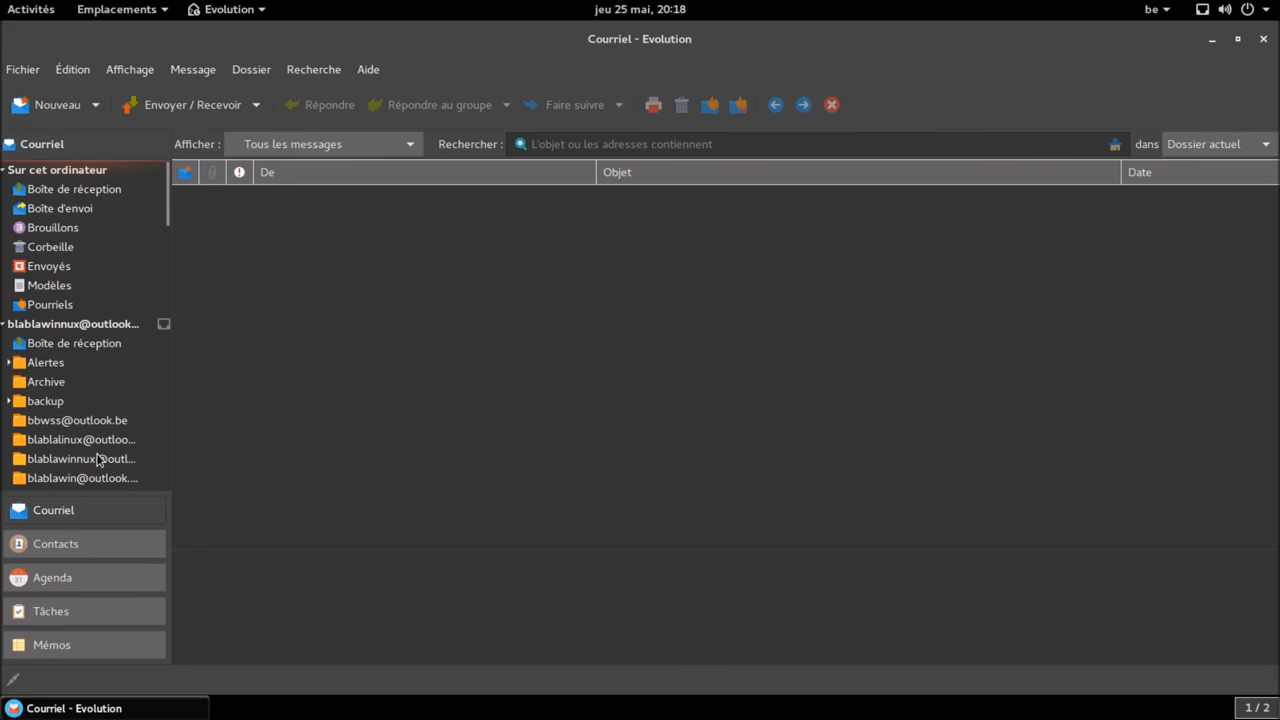 Activités Emplacements Evolution jeu 25 mai, 20:18 be
Courriel - Evolution
Fichier Édition Affichage Message Dossier Recherche Aide
Nouveau Envoyer / Recevoir Répondre Répondre au groupe Faire suivre
Courriel Afficher : Tous les messages Rechercher : L'objet ou les adresses contiennent dans Dossier actuel
De Objet Date
Sur cet ordinateur
Boîte de réception
Boîte d'envoi
Brouillons
Corbeille
Envoyés
Modèles
Pourriels
blablawinnux@outlook...
Boîte de réception
Alertes
Archive
backup
bbwss@outlook.be
blablalinux@outloo...
blablawinnux@outl...
blablawin@outlook....
Courriel
Contacts
31 Agenda
Tâches
Mémos
Courriel - Evolution 1 / 2